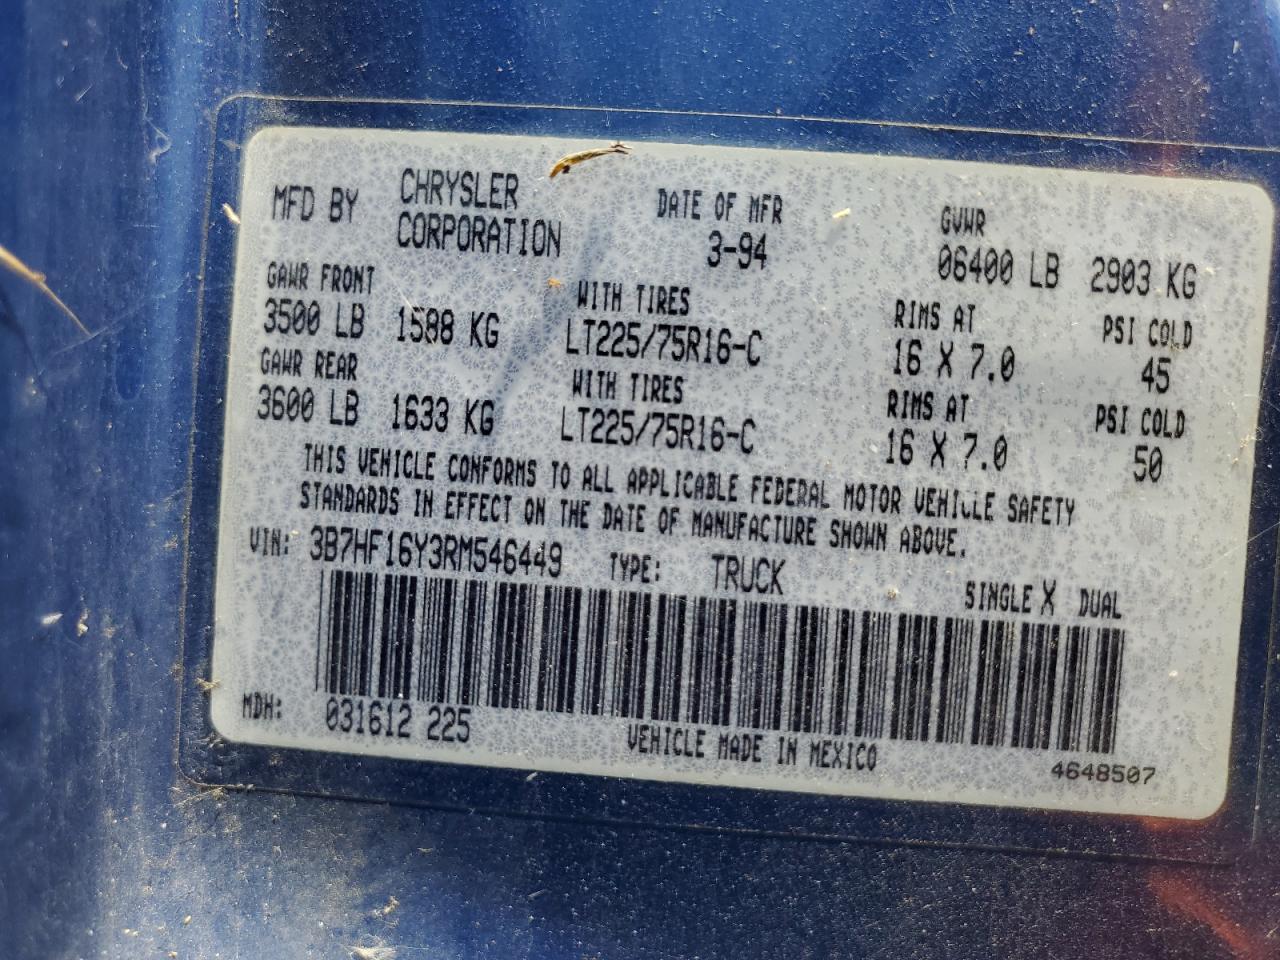 MFD BY CHRYSLER CORPORATION DATE OF MFR 3-94 GVWR 06400 LB 2903 KG
GAWR FRONT WITH TIRES RIMS AT PSI COLD
3500 LB 1588 KG LT225/75R16-C 16 X 7.0 45
GAWR REAR WITH TIRES RIMS AT PSI COLD
3600 LB 1633 KG LT225/75R16-C 16 X 7.0 50
THIS VEHICLE CONFORMS TO ALL APPLICABLE FEDERAL MOTOR VEHICLE SAFETY
STANDARDS IN EFFECT ON THE DATE OF MANUFACTURE SHOWN ABOVE.
VIN: 3B7HF16Y3RM546449 TYPE: TRUCK SINGLE X DUAL
MDH: 031612 225 VEHICLE MADE IN MEXICO 4648507